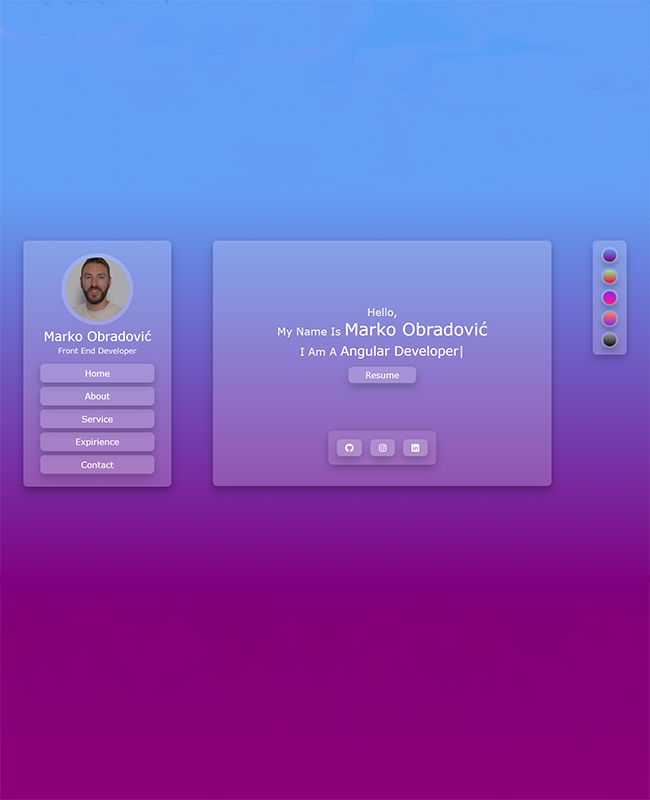 Marko Obradović
Front End Developer
Home
About
Service
Expirience
Contact
Hello,
My Name Is Marko Obradović
I Am A Angular Developer|
Resume